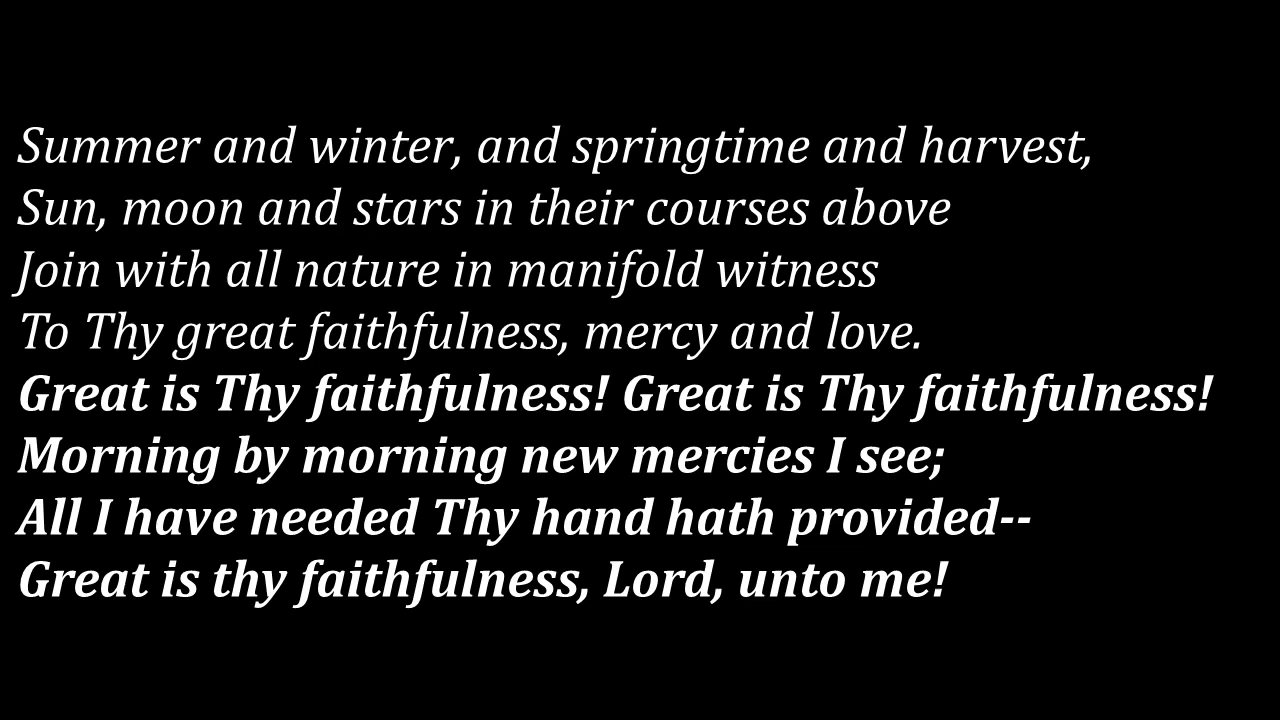 Summer and winter, and springtime and harvest,
Sun, moon and stars in their courses above
Join with all nature in manifold witness
To Thy great faithfulness, mercy and love.
Great is Thy faithfulness! Great is Thy faithfulness!
Morning by morning new mercies I see;
All I have needed Thy hand hath provided--
Great is thy faithfulness, Lord, unto me!